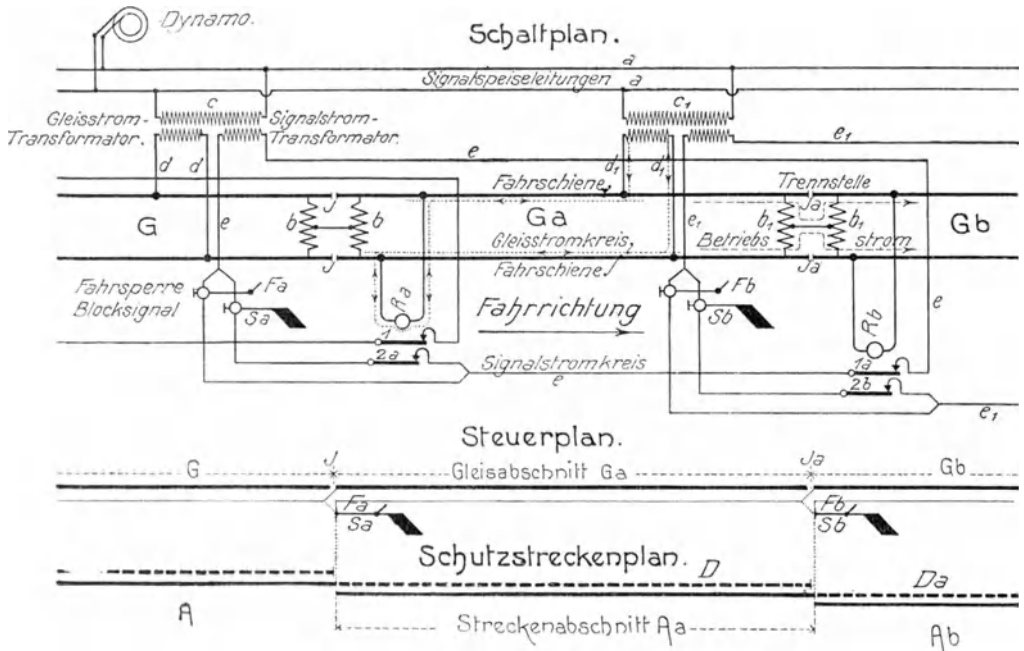 Dynamo.
Schaltplan.
a
Signalspeiseleitungen a
c
c1
Gleisstrom-
Transformator.
Signalstrom-
Transformator.
e1
e
d
d
d1
d1
Fahrschiene
Trennstelle
J
Ja
G
e
b
b
Ga
e1
b1
b1
Gb
Gleisstromkreis,
Betriebs
strom
J
Fahrschiene
Ja
Fahrsperre
Blocksignal
Fa
Sa
Ra
Fahrrichtung
Fb
Sb
Rb
e
1
2a
Signalstromkreis
e
1a
2b
e1
Steuerplan.
G
J
Gleisabschnitt Ga
Ja
Gb
Fa
Sa
Fb
Sb
Schutzstreckenplan.
D
Da
A
Streckenabschnitt Aa
Ab